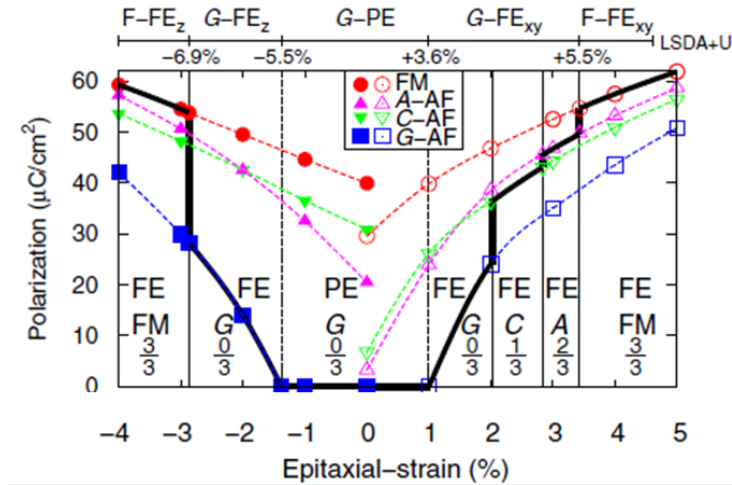 F−FEz G−FEz G−PE G−FExy F−FExy
−6.9% −5.5% +3.6% +5.5% LSDA+U
Polarization (μC/cm²)
60
50
40
30
20
10
0
FM
A−AF
C−AF
G−AF
FE FE PE FE FE FE FE
FM G G G C A FM
3/3 0/3 0/3 0/3 1/3 2/3 3/3
−4 −3 −2 −1 0 1 2 3 4 5
Epitaxial−strain (%)